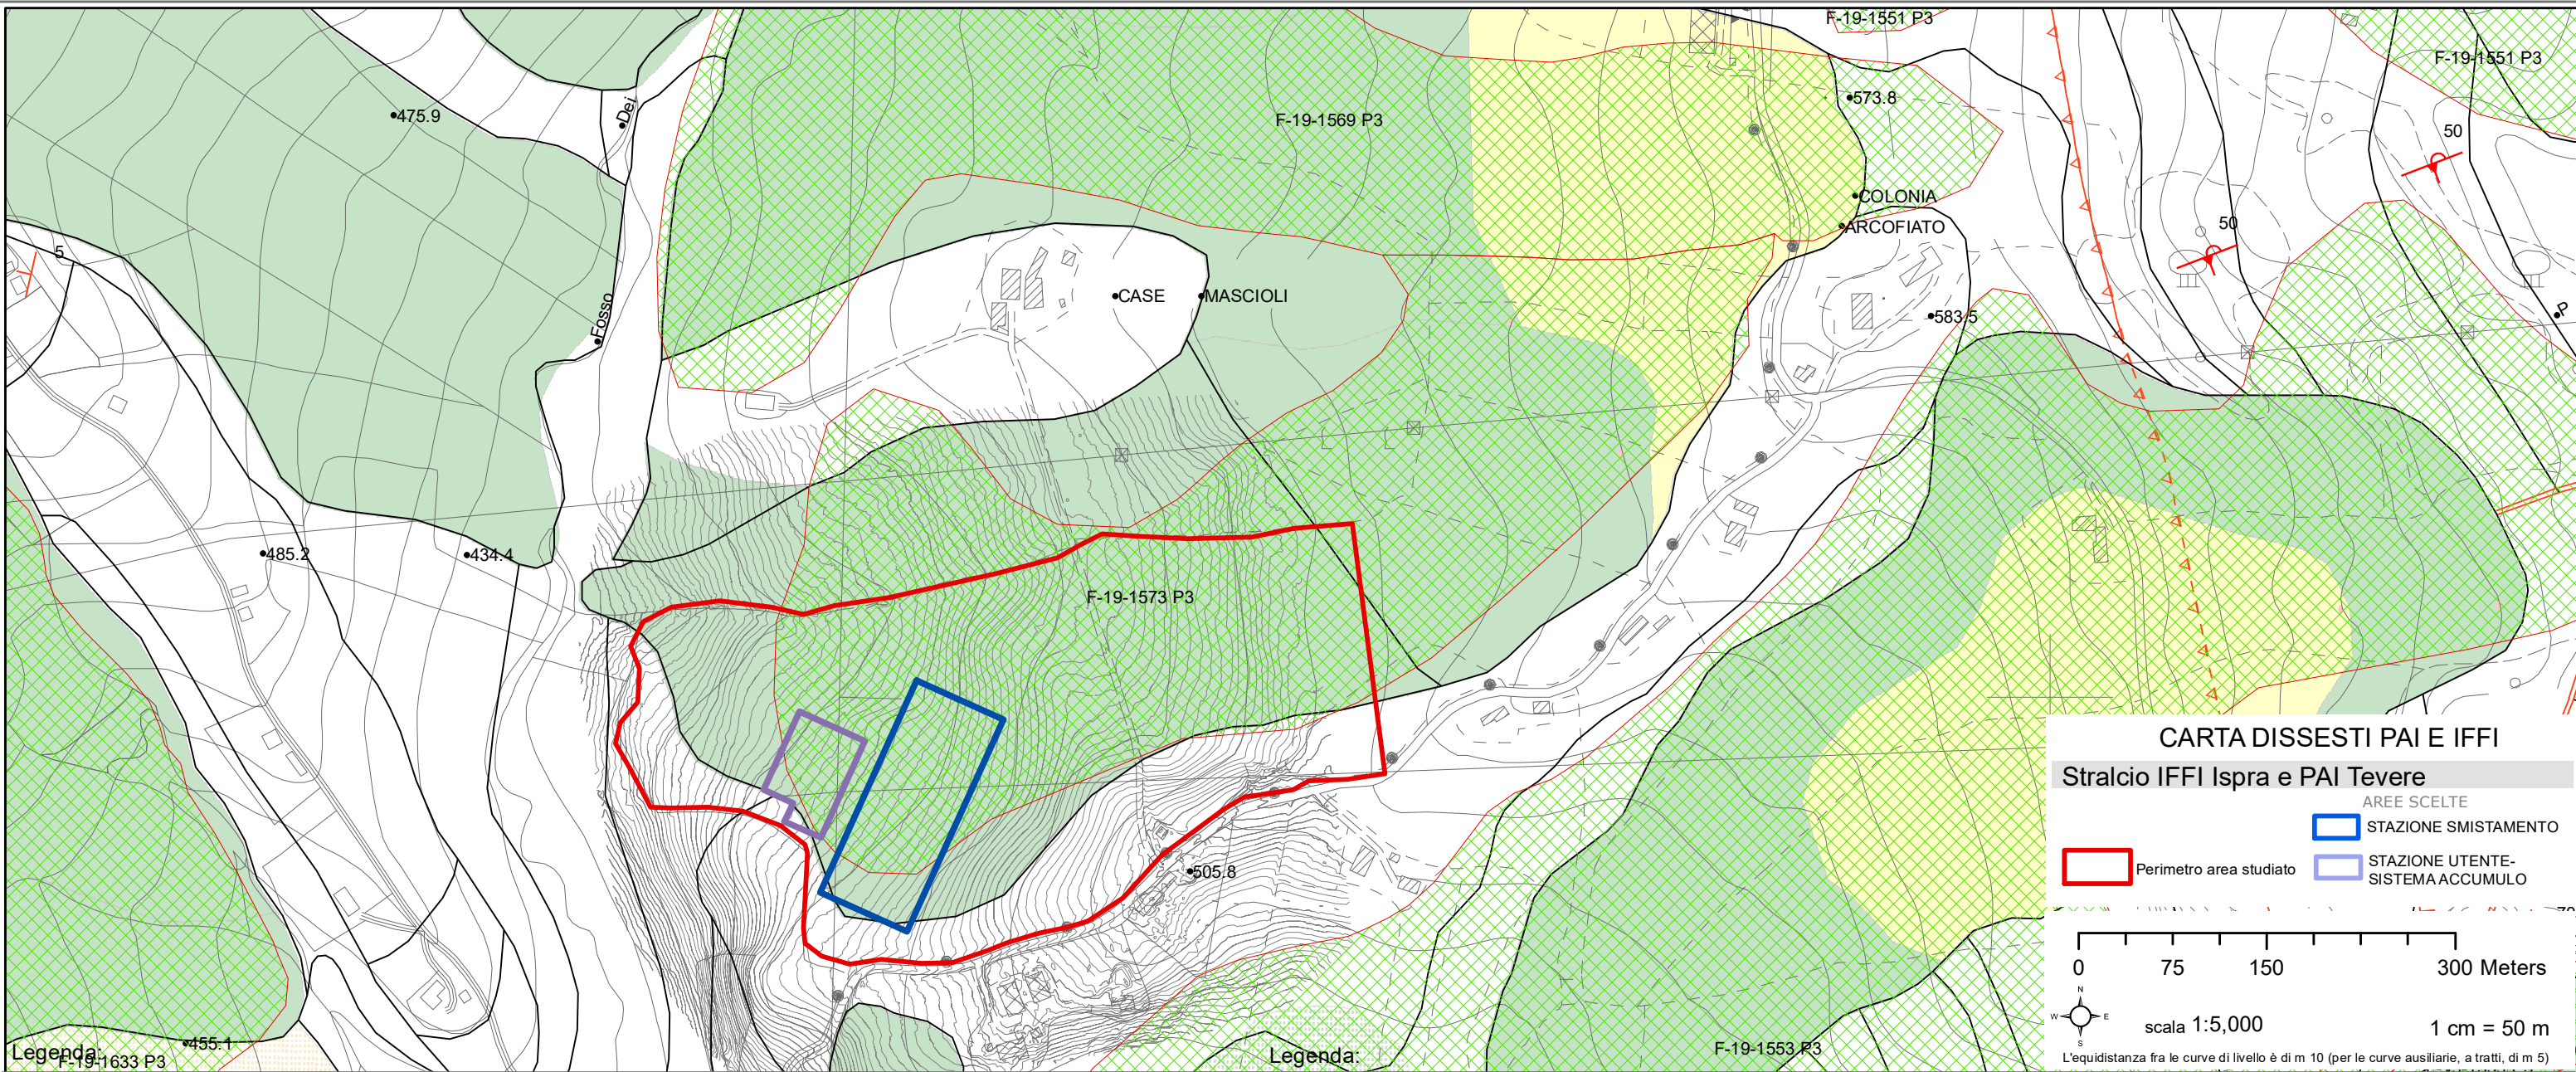 F-19-1551 P3
F-19-1551 P3
475.9
Dei
573.8
F-19-1569 P3
50
COLONIA
ARCOFIATO
50
5
Fosso
CASE
MASCIOLI
583.5
P
485.2
434.4
F-19-1573 P3
505.8
455.1
Legenda:
F-19-1633 P3
Legenda:
F-19-1553 P3
CARTA DISSESTI PAI E IFFI
Stralcio IFFI Ispra e PAI Tevere
AREE SCELTE
STAZIONE SMISTAMENTO
Perimetro area studiato
STAZIONE UTENTE-
SISTEMA ACCUMULO
0 75 150 300 Meters
N
W E
S
scala 1:5,000
1 cm = 50 m
L'equidistanza fra le curve di livello è di m 10 (per le curve ausiliarie, a tratti, di m 5)